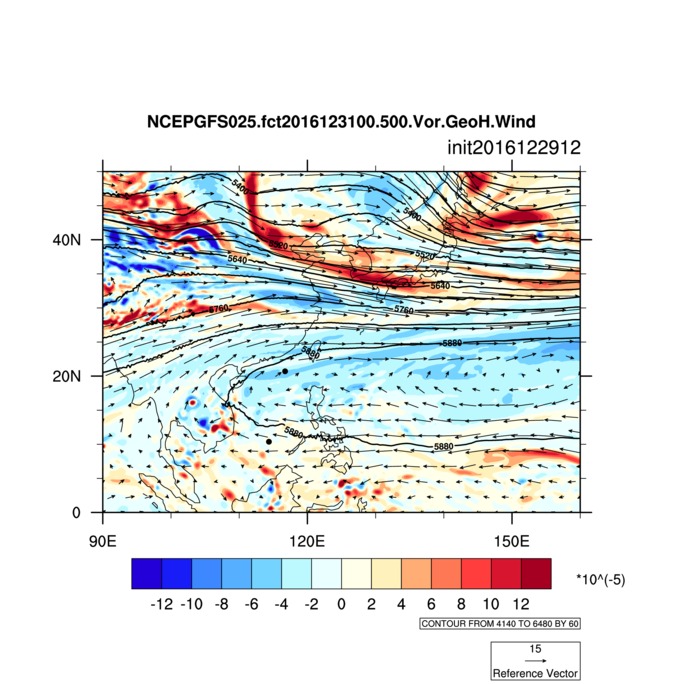 NCEPGFS025.fct2016123100.500.Vor.GeoH.Wind
init2016122912
5400
5400
40N
5520
5520
5640
5640
5760
5760
5880
5880
20N
5880
5880
0
90E 120E 150E
-12 -10 -8 -6 -4 -2 0 2 4 6 8 10 12
*10^(-5)
CONTOUR FROM 4140 TO 6480 BY 60
15
Reference Vector